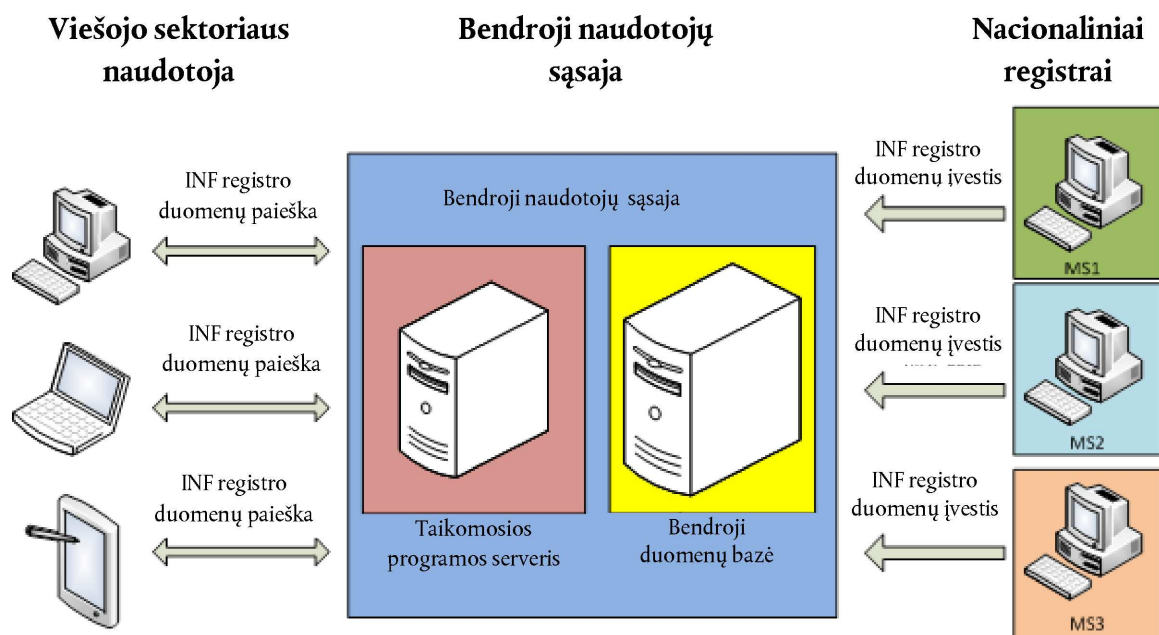 Viešojo sektoriaus
naudotoja
Bendroji naudotojų
sąsaja
Nacionaliniai
registrai
INF registro
duomenų paieška
INF registro
duomenų paieška
INF registro
duomenų paieška
Bendroji naudotojų sąsaja
Taikomosios
programos serveris
Bendroji
duomenų bazė
INF registro
duomenų įvestis
MS1
INF registro
duomenų įvestis
MS2
INF registro
duomenų įvestis
MS3